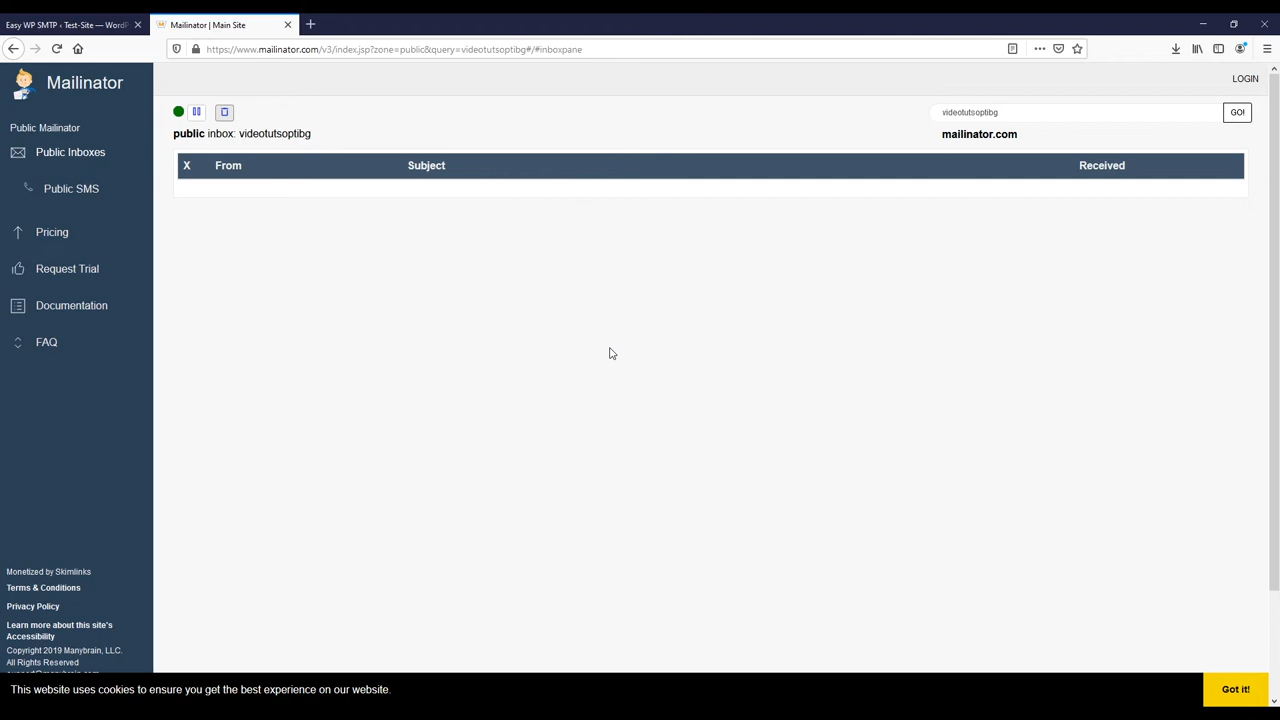 Easy WP SMTP ‹ Test-Site — WordP
Mailinator | Main Site
https://www.mailinator.com/v3/index.jsp?zone=public&query=videotutsoptibg#/#inboxpane
Mailinator
LOGIN
Public Mailinator
Public Inboxes
Public SMS
Pricing
Request Trial
Documentation
FAQ
videotutsoptibg
GO!
public inbox: videotutsoptibg
mailinator.com
X From Subject Received
Monetized by Skimlinks
Terms & Conditions
Privacy Policy
Learn more about this site's
Accessibility
Copyright 2019 Manybrain, LLC.
All Rights Reserved
This website uses cookies to ensure you get the best experience on our website.
Got it!